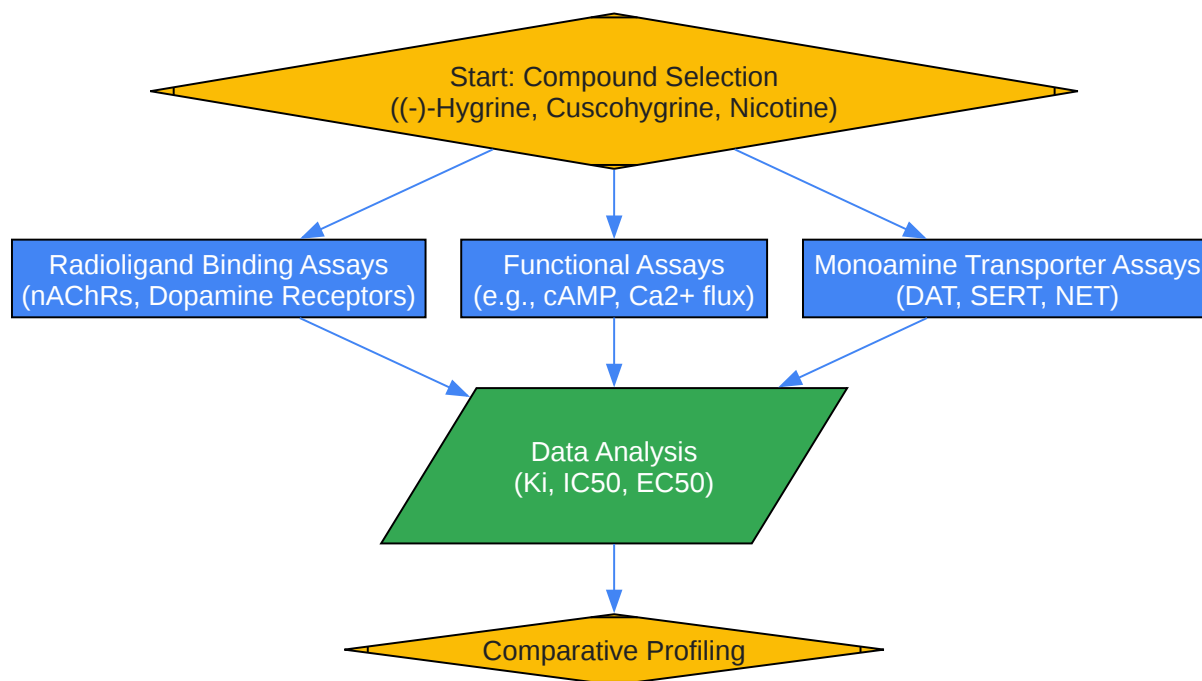 Start: Compound Selection
((-)-Hygrine, Cuscohygrine, Nicotine)
Radioligand Binding Assays
(nAChRs, Dopamine Receptors)
Functional Assays
(e.g., cAMP, Ca2+ flux)
Monoamine Transporter Assays
(DAT, SERT, NET)
Data Analysis
(Ki, IC50, EC50)
Comparative Profiling